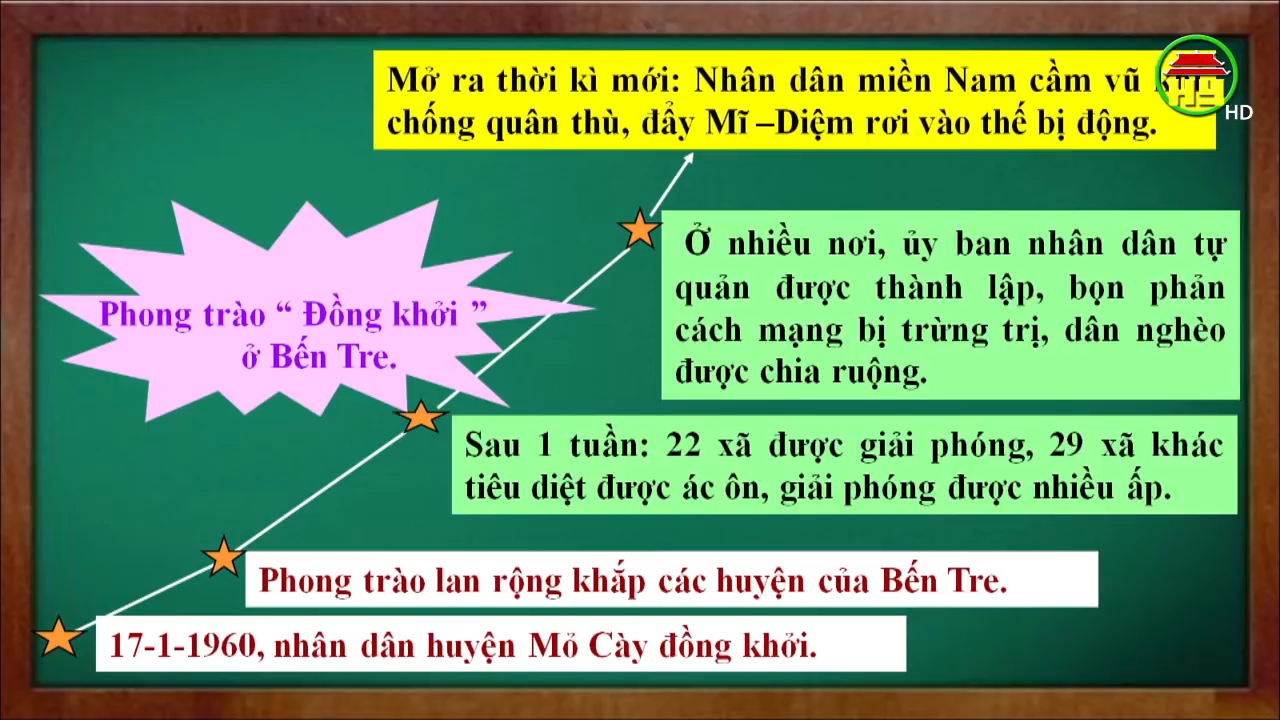 Mở ra thời kì mới: Nhân dân miền Nam cầm vũ
chống quân thù, đẩy Mĩ –Diệm rơi vào thế bị động.
HD
Ở nhiều nơi, ủy ban nhân dân tự
quản được thành lập, bọn phản
cách mạng bị trừng trị, dân nghèo
được chia ruộng.
Phong trào “ Đồng khởi ”
ở Bến Tre.
Sau 1 tuần: 22 xã được giải phóng, 29 xã khác
tiêu diệt được ác ôn, giải phóng được nhiều ấp.
Phong trào lan rộng khắp các huyện của Bến Tre.
17-1-1960, nhân dân huyện Mỏ Cày đồng khởi.